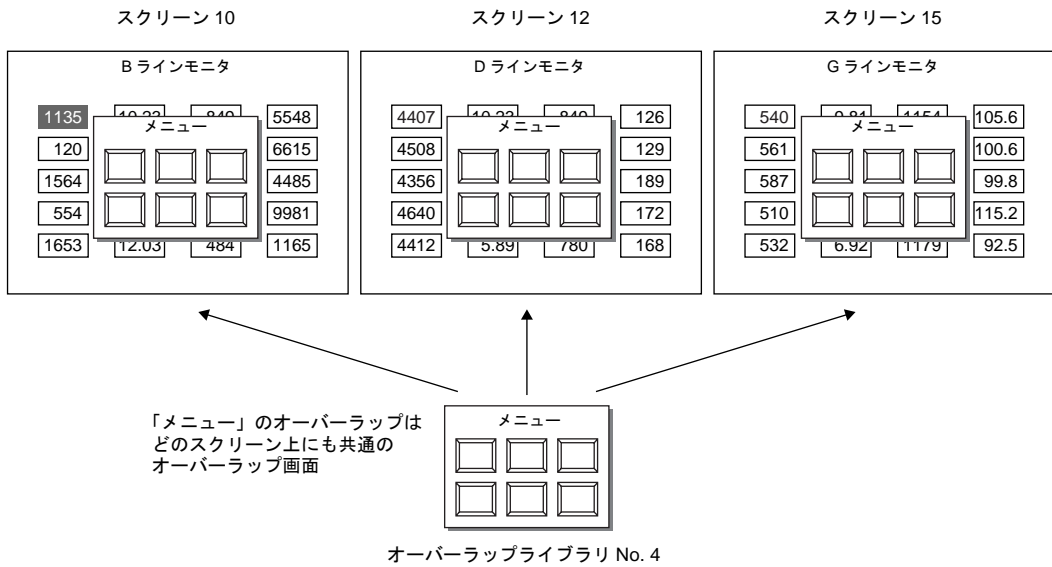 スクリーン 10
スクリーン 12
スクリーン 15
B ラインモニタ
1135 10.23 849 5548
メニュー
120 6615
1564 4485
554 9981
1653 12.03 484 1165
D ラインモニタ
4407 10.23 849 126
メニュー
4508 129
4356 189
4640 172
4412 5.89 780 168
G ラインモニタ
540 0.81 1154 105.6
メニュー
561 100.6
587 99.8
510 115.2
532 6.92 1179 92.5
「メニュー」のオーバーラップは
どのスクリーン上にも共通の
オーバーラップ画面
メニュー
オーバーラップライブラリ No. 4